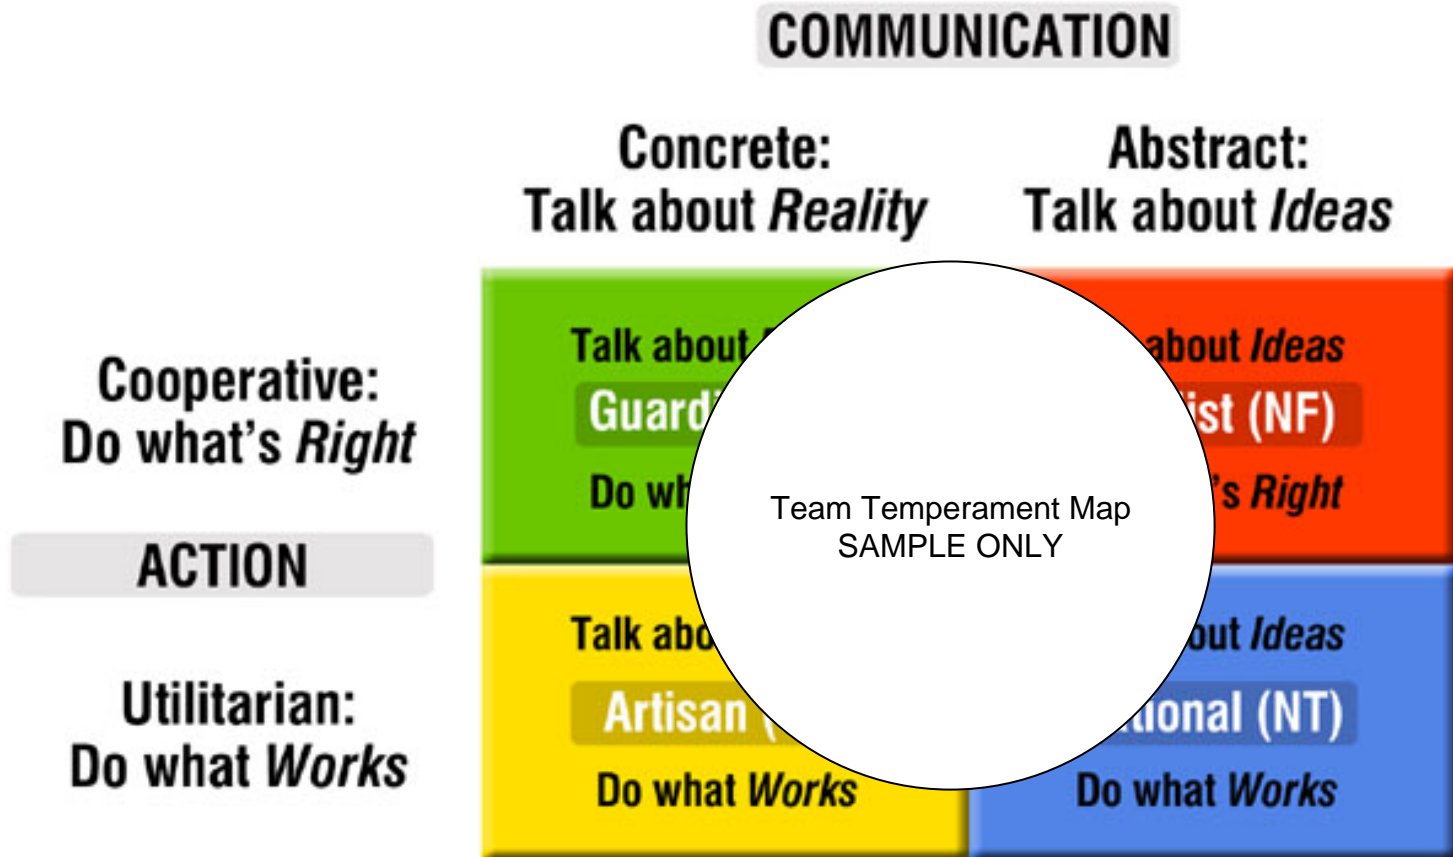 COMMUNICATION
Concrete:
Talk about Reality
Abstract:
Talk about Ideas
Cooperative:
Do what's Right
ACTION
Utilitarian:
Do what Works
Talk about
Guardi
Do wh
about Ideas
ist (NF)
's Right
Team Temperament Map
SAMPLE ONLY
Talk abo
Artisan (
Do what Works
out Ideas
tional (NT)
Do what Works